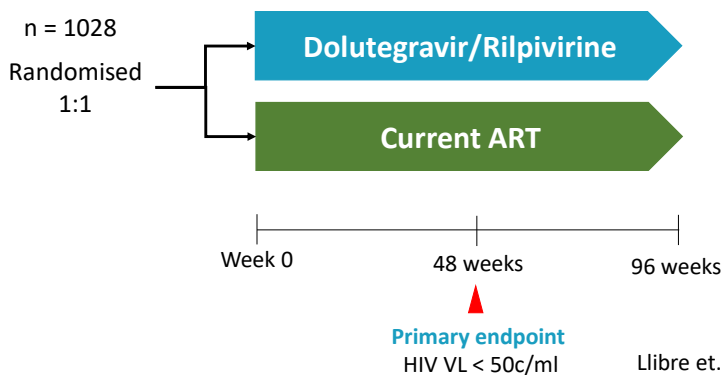 n = 1028
Randomised
1:1
Dolutegravir/Rilpivirine
Current ART
Week 0
48 weeks
96 weeks
Primary endpoint
HIV VL < 50c/ml
Llibre et.